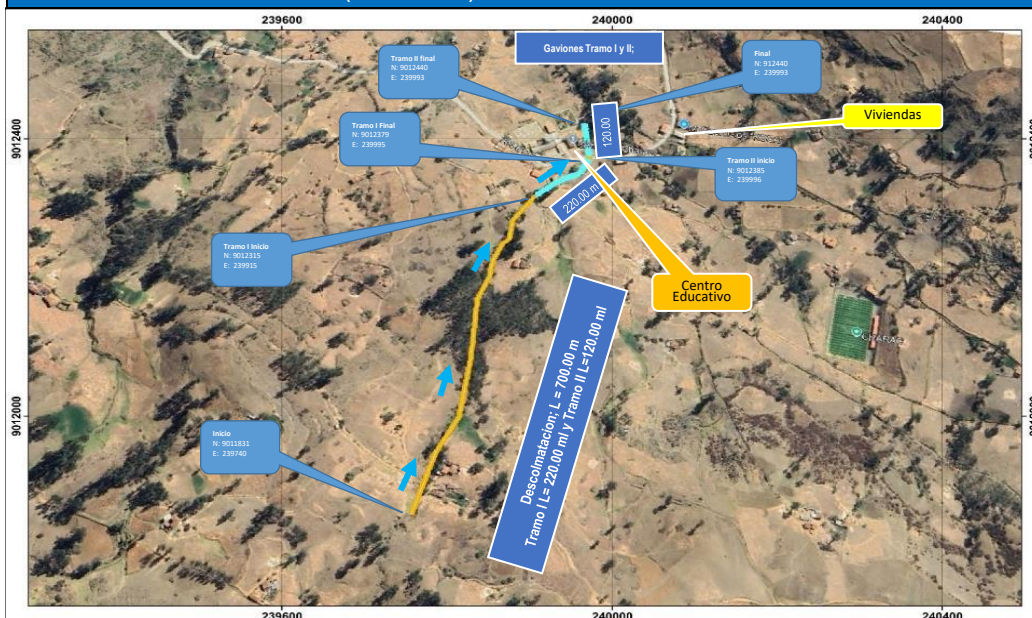 239600
240000
240400
Gaviones Tramo I y II;
Tramo II final
N: 9012440
E: 239993
Final
N: 912440
E: 239993
Viviendas
9012400
Tramo I Final
N: 9012379
E: 239995
120.00
Tramo II inicio
N: 9012385
E: 239996
220.00 m
Tramo I Inicio
N: 9012315
E: 239915
Centro
Educativo
Descolmatacion; L = 700.00 m
Tramo I L= 220.00 ml y Tramo II L=120.00 ml
9012000
Inicio
N: 9011831
E: 239740
239600
240000
240400